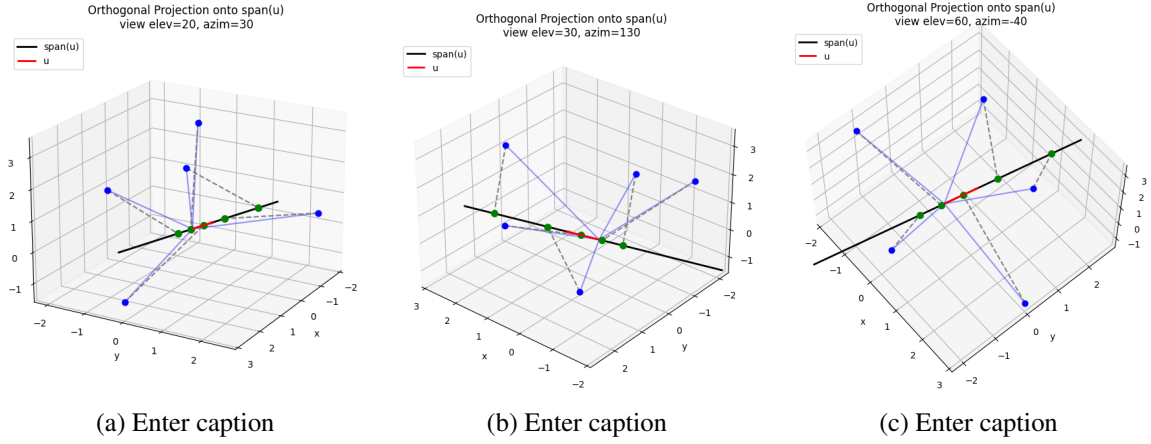 Orthogonal Projection onto span(u)
view elev=20, azim=30
span(u)
u
3
2
1
0
−1
−2
−1
0
1
2
y
−2
−1
0
1
2
3
x
(a) Enter caption
Orthogonal Projection onto span(u)
view elev=30, azim=130
span(u)
u
3
2
1
0
−1
3
2
1
0
−1
−2
x
−2
−1
0
1
2
y
(b) Enter caption
Orthogonal Projection onto span(u)
view elev=60, azim=-40
span(u)
u
3
2
1
0
−1
−2
−1
0
1
2
3
x
−2
−1
0
1
2
y
(c) Enter caption